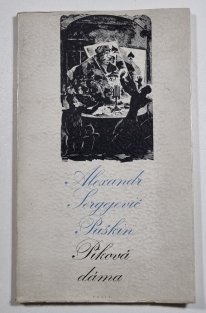 Alexandr
Sergejevič
Puškin
Piková
dáma